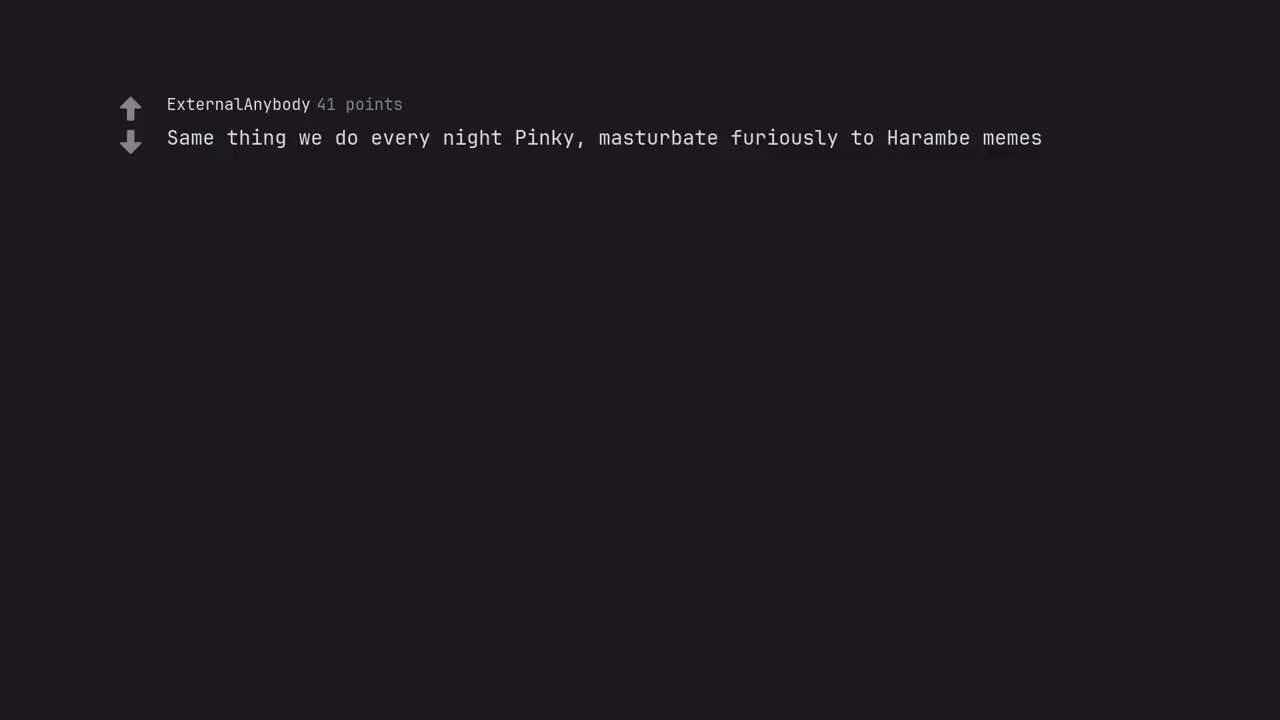 ExternalAnybody 41 points
Same thing we do every night Pinky, masturbate furiously to Harambe memes